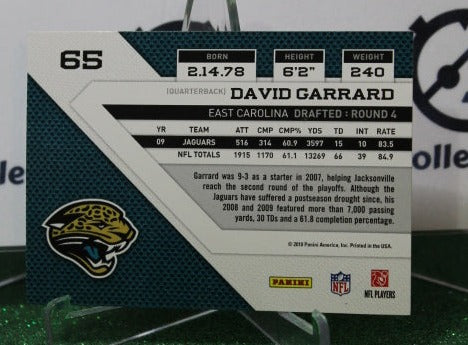 65
BORN HEIGHT WEIGHT
2.14.78 6'2" 240
[QUARTERBACK] DAVID GARRARD
EAST CAROLINA DRAFTED : ROUND 4
YR TEAM ATT CMP CMP% YDS TD INT RATE
09 JAGUARS 516 314 60.9 3597 15 10 83.5
NFL TOTALS 1915 1170 61.1 13269 66 39 84.9
Garrard was 9-3 as a starter in 2007, helping Jacksonville
reach the second round of the playoffs. Although the
Jaguars have suffered a postseason drought since, his
2008 and 2009 featured more than 7,000 passing
yards, 30 TDs and a 61.8 completion percentage.
© 2010 Panini America, Inc. Printed in the USA.
PANINI
NFL
NFL PLAYERS